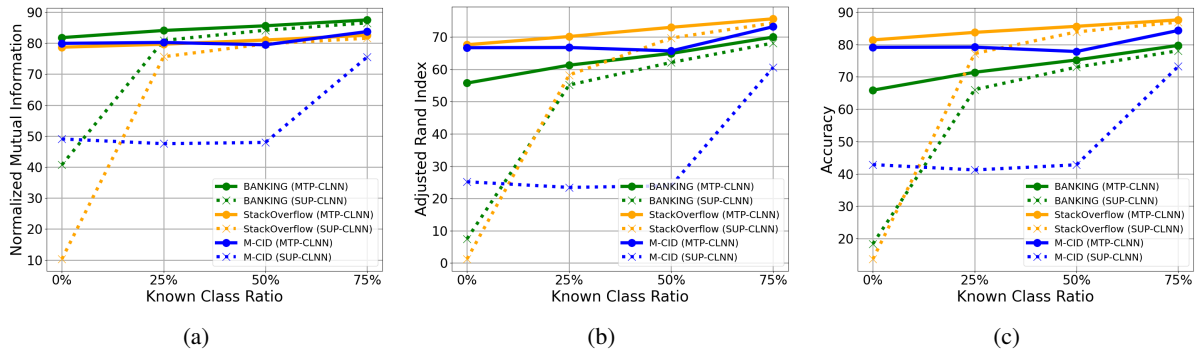 90
80
70
60
50
40
30
20
10
Normalized Mutual Information
0% 25% 50% 75%
Known Class Ratio
BANKING (MTP-CLNN)
BANKING (SUP-CLNN)
StackOverflow (MTP-CLNN)
StackOverflow (SUP-CLNN)
M-CID (MTP-CLNN)
M-CID (SUP-CLNN)
(a)
70
60
50
40
30
20
10
0
Adjusted Rand Index
0% 25% 50% 75%
Known Class Ratio
BANKING (MTP-CLNN)
BANKING (SUP-CLNN)
StackOverflow (MTP-CLNN)
StackOverflow (SUP-CLNN)
M-CID (MTP-CLNN)
M-CID (SUP-CLNN)
(b)
90
80
70
60
50
40
30
20
Accuracy
0% 25% 50% 75%
Known Class Ratio
BANKING (MTP-CLNN)
BANKING (SUP-CLNN)
StackOverflow (MTP-CLNN)
StackOverflow (SUP-CLNN)
M-CID (MTP-CLNN)
M-CID (SUP-CLNN)
(c)